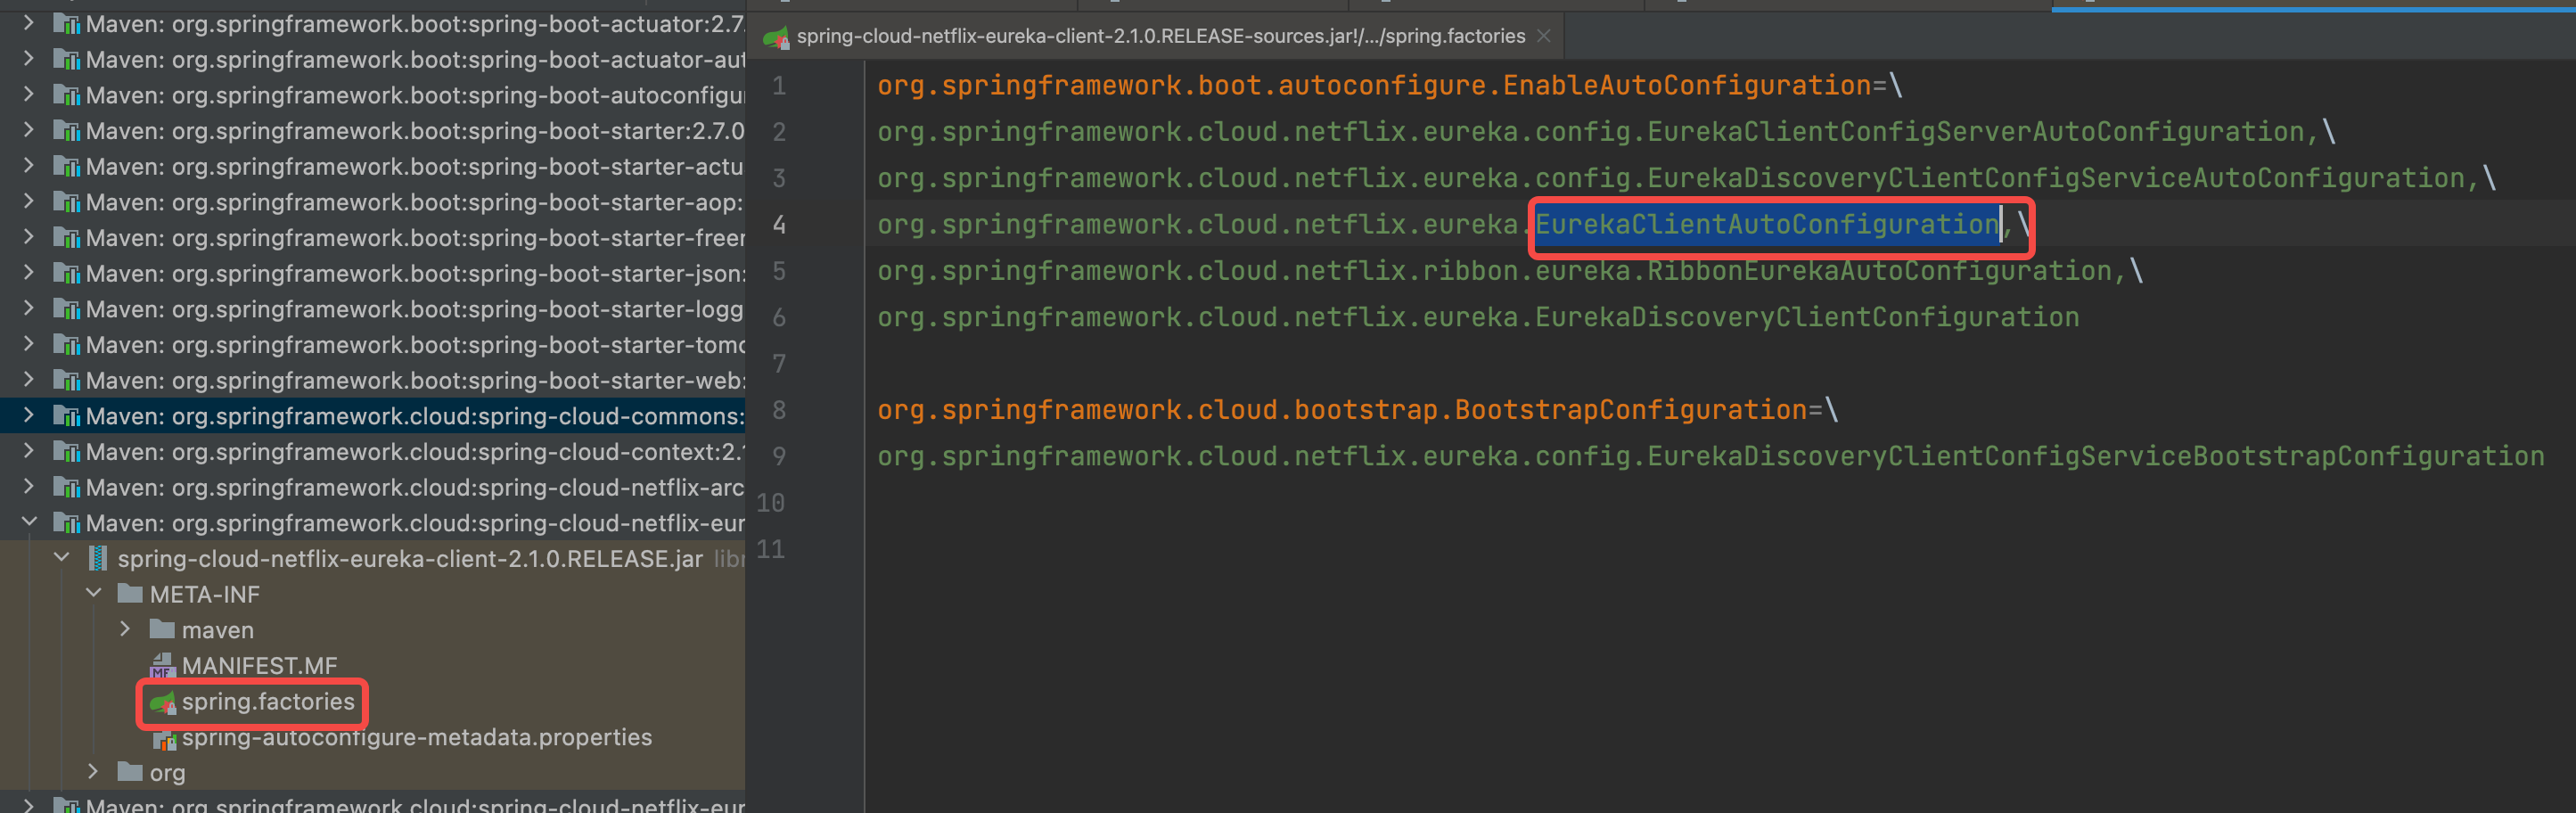 Maven: org.springframework.boot:spring-boot-actuator:2.7.
Maven: org.springframework.boot:spring-boot-actuator-aut
Maven: org.springframework.boot:spring-boot-autoconfigur
Maven: org.springframework.boot:spring-boot-starter:2.7.0
Maven: org.springframework.boot:spring-boot-starter-actu
Maven: org.springframework.boot:spring-boot-starter-aop:
Maven: org.springframework.boot:spring-boot-starter-freer
Maven: org.springframework.boot:spring-boot-starter-json:
Maven: org.springframework.boot:spring-boot-starter-logg
Maven: org.springframework.boot:spring-boot-starter-tomc
Maven: org.springframework.boot:spring-boot-starter-web:
Maven: org.springframework.cloud:spring-cloud-commons:
Maven: org.springframework.cloud:spring-cloud-context:2.1
Maven: org.springframework.cloud:spring-cloud-netflix-arc
Maven: org.springframework.cloud:spring-cloud-netflix-eur
spring-cloud-netflix-eureka-client-2.1.0.RELEASE.jar libr
META-INF
maven
MANIFEST.MF
spring.factories
spring-autoconfigure-metadata.properties
org
Maven: org.springframework.cloud:spring-cloud-netflix-eur
spring-cloud-netflix-eureka-client-2.1.0.RELEASE-sources.jar!/.../spring.factories
1 org.springframework.boot.autoconfigure.EnableAutoConfiguration=\
2 org.springframework.cloud.netflix.eureka.config.EurekaClientConfigServerAutoConfiguration,\
3 org.springframework.cloud.netflix.eureka.config.EurekaDiscoveryClientConfigServiceAutoConfiguration,\
4 org.springframework.cloud.netflix.eureka.EurekaClientAutoConfiguration,\
5 org.springframework.cloud.netflix.ribbon.eureka.RibbonEurekaAutoConfiguration,\
6 org.springframework.cloud.netflix.eureka.EurekaDiscoveryClientConfiguration
7
8 org.springframework.cloud.bootstrap.BootstrapConfiguration=\
9 org.springframework.cloud.netflix.eureka.config.EurekaDiscoveryClientConfigServiceBootstrapConfiguration
10
11